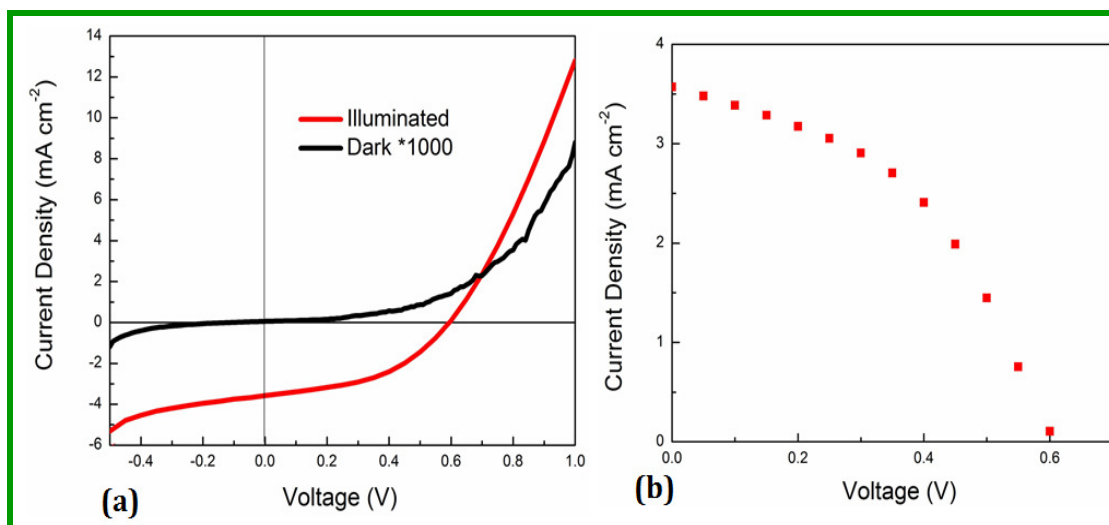 14
12
10
8
6
4
2
0
-2
-4
-6
Current Density (mA cm-2)
Illuminated
Dark *1000
-0.4 -0.2 0.0 0.2 0.4 0.6 0.8 1.0
Voltage (V)
(a)
4
3
2
1
0
Current Density (mA cm-2)
0.0 0.2 0.4 0.6
Voltage (V)
(b)